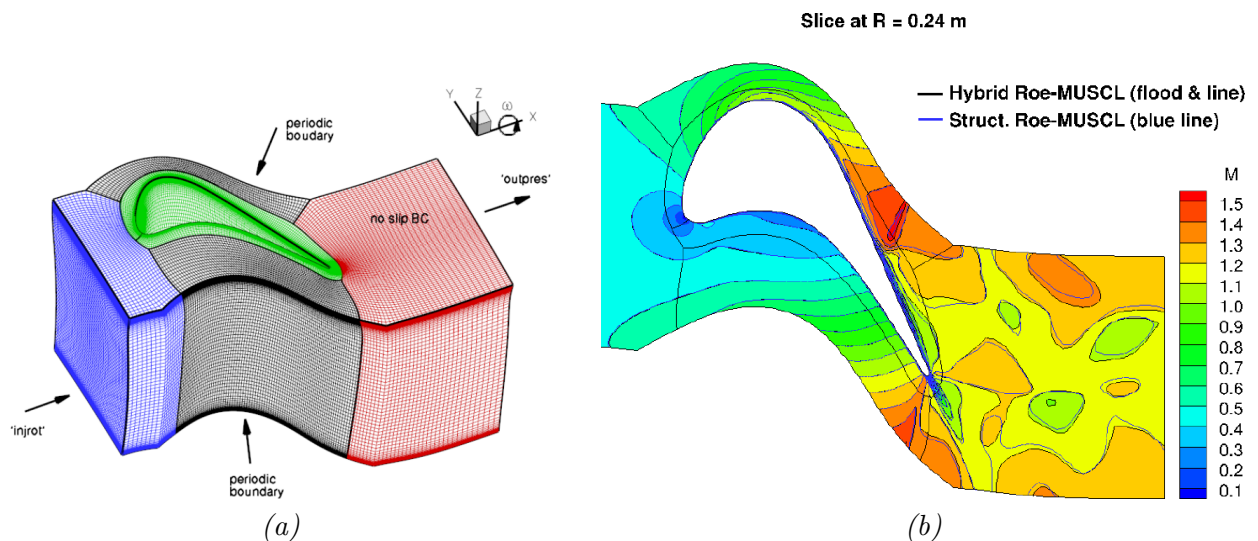 Y
Z
ω
X
periodic
boudary
'outpres'
no slip BC
'injrot'
periodic
boundary
(a)
Slice at R = 0.24 m
Hybrid Roe-MUSCL (flood & line)
Struct. Roe-MUSCL (blue line)
M
1.5
1.4
1.3
1.2
1.1
1.0
0.9
0.8
0.7
0.6
0.5
0.4
0.3
0.2
0.1
(b)